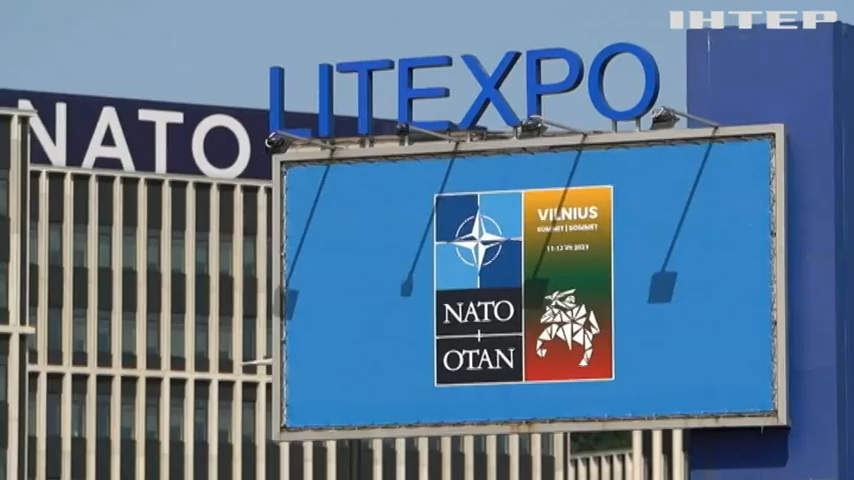 ІНТЕР
LITEXPO
NATO
VILNIUS
SUMMIT | SOMMET
11-12 VII 2023
NATO
OTAN